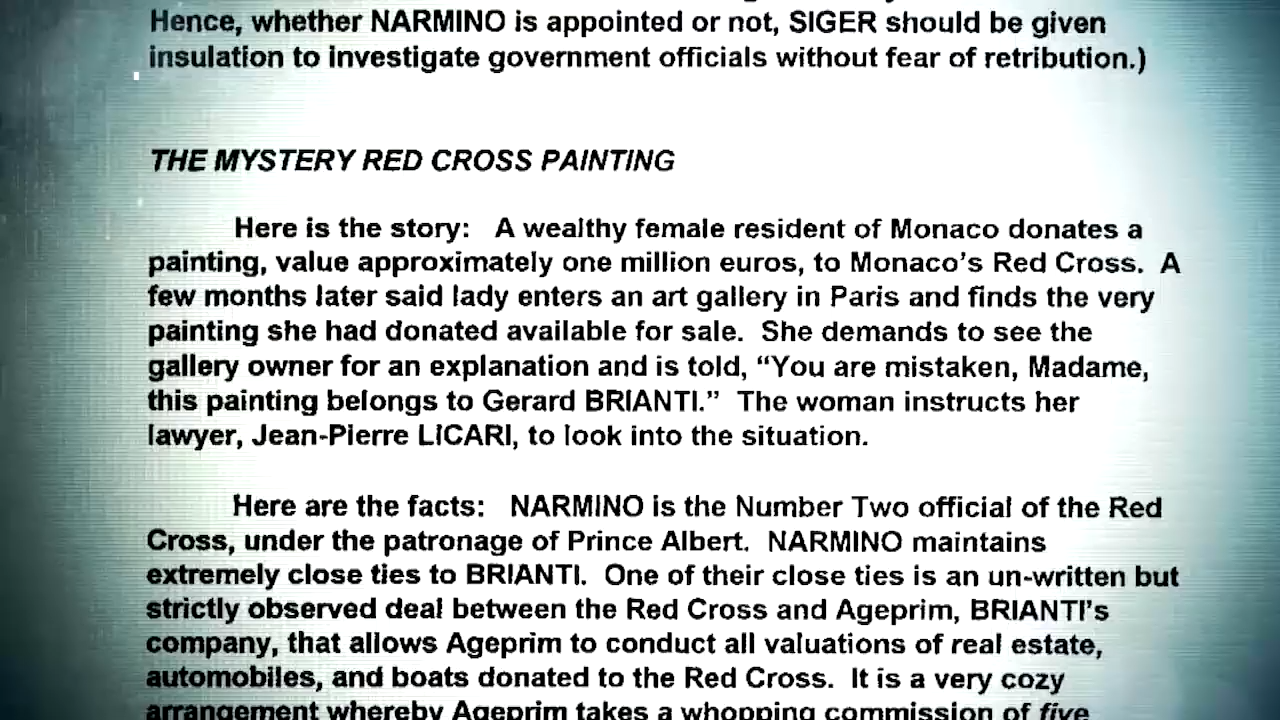 Hence, whether NARMINO is appointed or not, SIGER should be given
insulation to investigate government officials without fear of retribution.)
THE MYSTERY RED CROSS PAINTING
Here is the story: A wealthy female resident of Monaco donates a
painting, value approximately one million euros, to Monaco's Red Cross. A
few months later said lady enters an art gallery in Paris and finds the very
painting she had donated available for sale. She demands to see the
gallery owner for an explanation and is told, “You are mistaken, Madame,
this painting belongs to Gerard BRIANTI.” The woman instructs her
lawyer, Jean-Pierre LICARI, to look into the situation.
Here are the facts: NARMINO is the Number Two official of the Red
Cross, under the patronage of Prince Albert. NARMINO maintains
extremely close ties to BRIANTI. One of their close ties is an un-written but
strictly observed deal between the Red Cross and Ageprim, BRIANTI's
company, that allows Ageprim to conduct all valuations of real estate,
automobiles, and boats donated to the Red Cross. It is a very cozy
arrangement whereby Ageprim takes a whopping commission of five